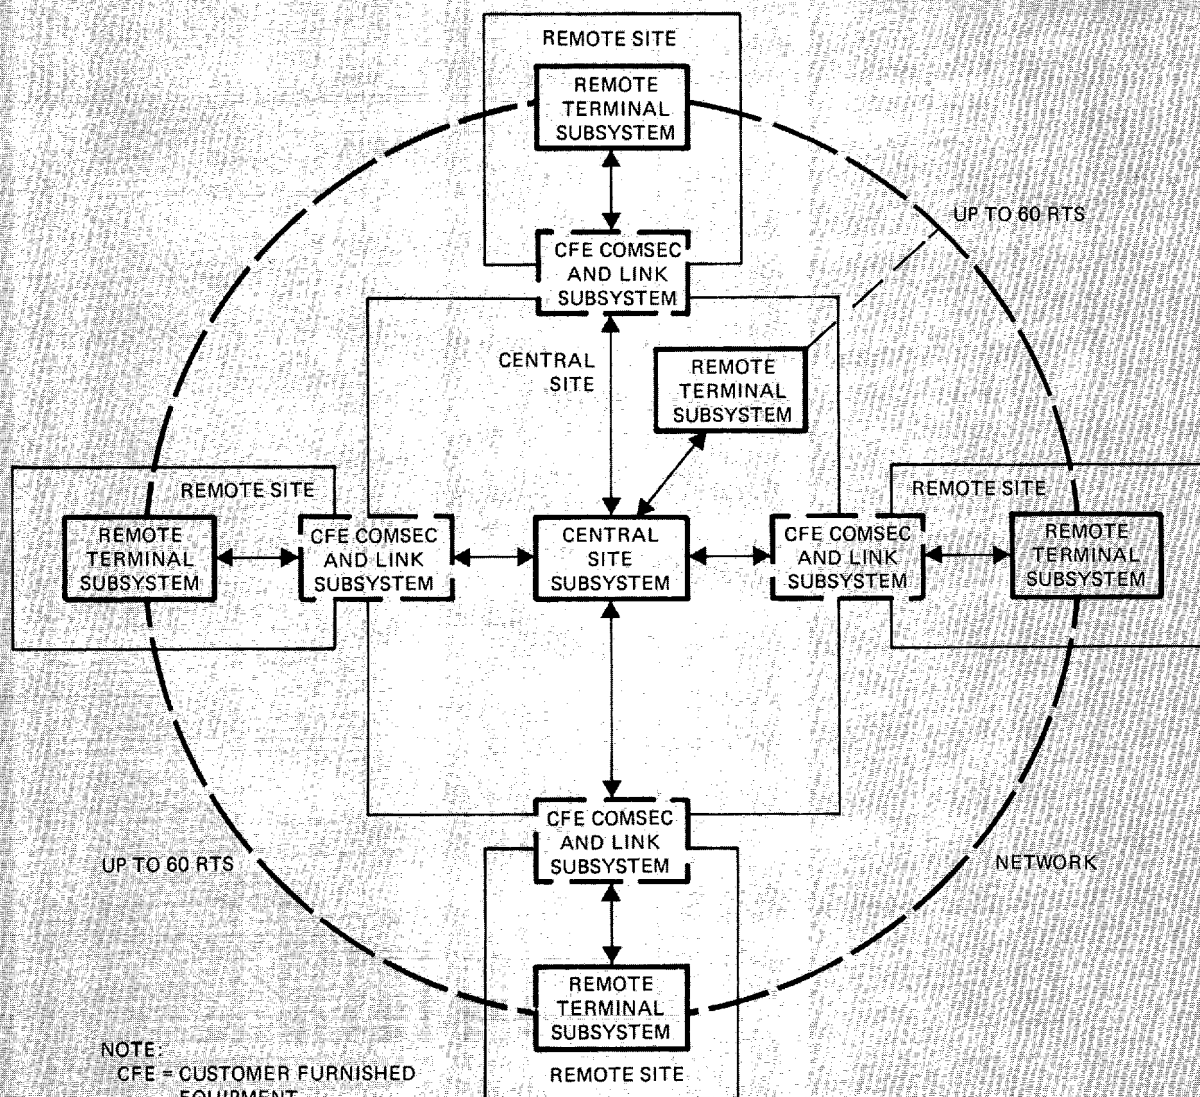 REMOTE SITE
REMOTE
TERMINAL
SUBSYSTEM
UP TO 60 RTS
CFE COMSEC
AND LINK
SUBSYSTEM
CENTRAL
SITE
REMOTE
TERMINAL
SUBSYSTEM
REMOTE SITE
REMOTE
TERMINAL
SUBSYSTEM
CFE COMSEC
AND LINK
SUBSYSTEM
CENTRAL
SITE
SUBSYSTEM
CFE COMSEC
AND LINK
SUBSYSTEM
REMOTE SITE
REMOTE
TERMINAL
SUBSYSTEM
CFE COMSEC
AND LINK
SUBSYSTEM
UP TO 60 RTS
NETWORK
REMOTE
TERMINAL
SUBSYSTEM
REMOTE SITE
NOTE:
CFE = CUSTOMER FURNISHED
EQUIPMENT